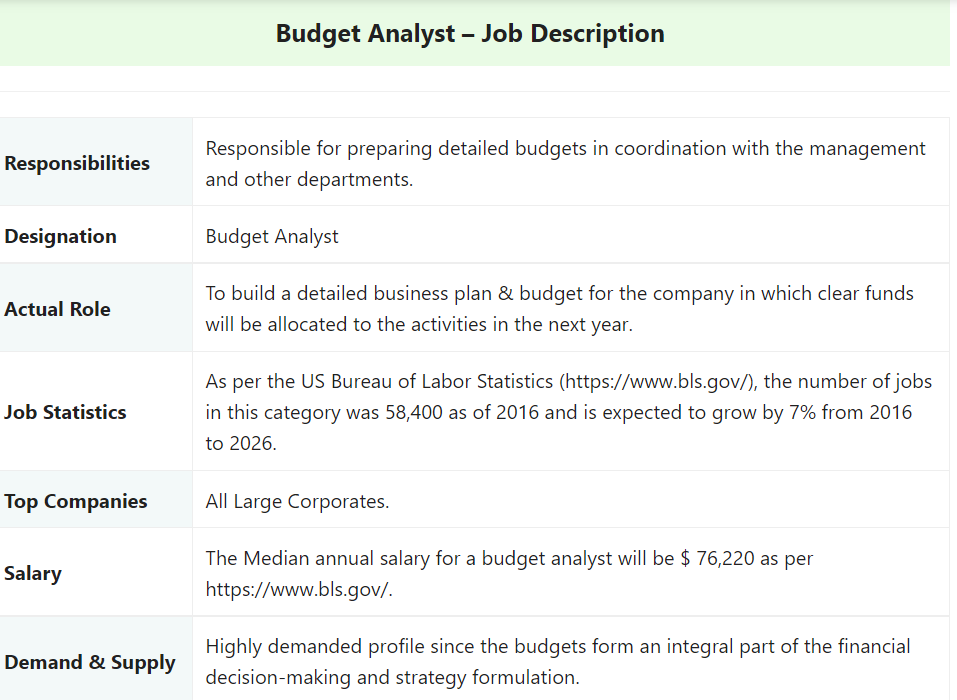 Budget Analyst – Job Description
Responsibilities
Responsible for preparing detailed budgets in coordination with the management
and other departments.
Designation
Budget Analyst
Actual Role
To build a detailed business plan & budget for the company in which clear funds
will be allocated to the activities in the next year.
Job Statistics
As per the US Bureau of Labor Statistics (https://www.bls.gov/), the number of jobs
in this category was 58,400 as of 2016 and is expected to grow by 7% from 2016
to 2026.
Top Companies
All Large Corporates.
Salary
The Median annual salary for a budget analyst will be $ 76,220 as per
https://www.bls.gov/.
Demand & Supply
Highly demanded profile since the budgets form an integral part of the financial
decision-making and strategy formulation.